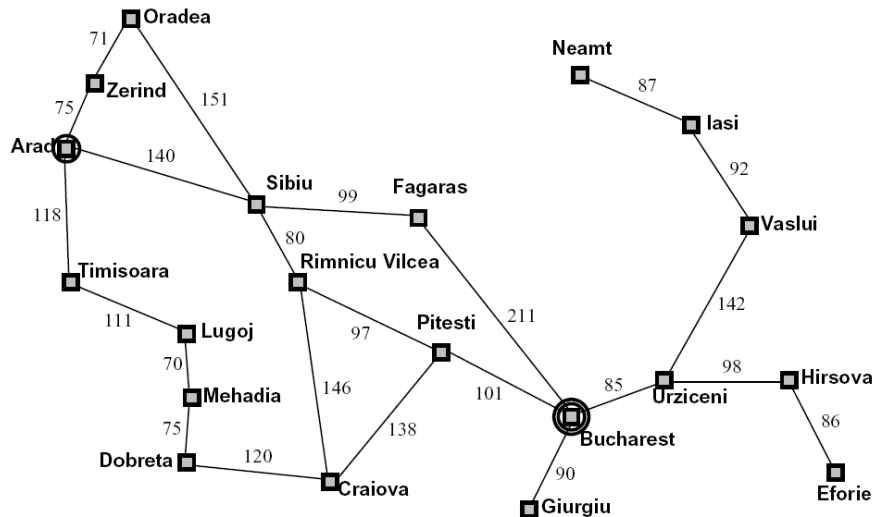 Oradea
71
Neamt
87
Zerind
151
75
Iasi
Arad
140
92
Sibiu
99
Fagaras
118
80
Vaslui
Timisoara
Rimnicu Vilcea
111
Lugoj
97
Pitesti
211
142
70
98
Hirsova
Mehadia
146
101
85
Urziceni
75
138
86
Bucharest
Dobreta
120
90
Craiova
Eforie
Giurgiu